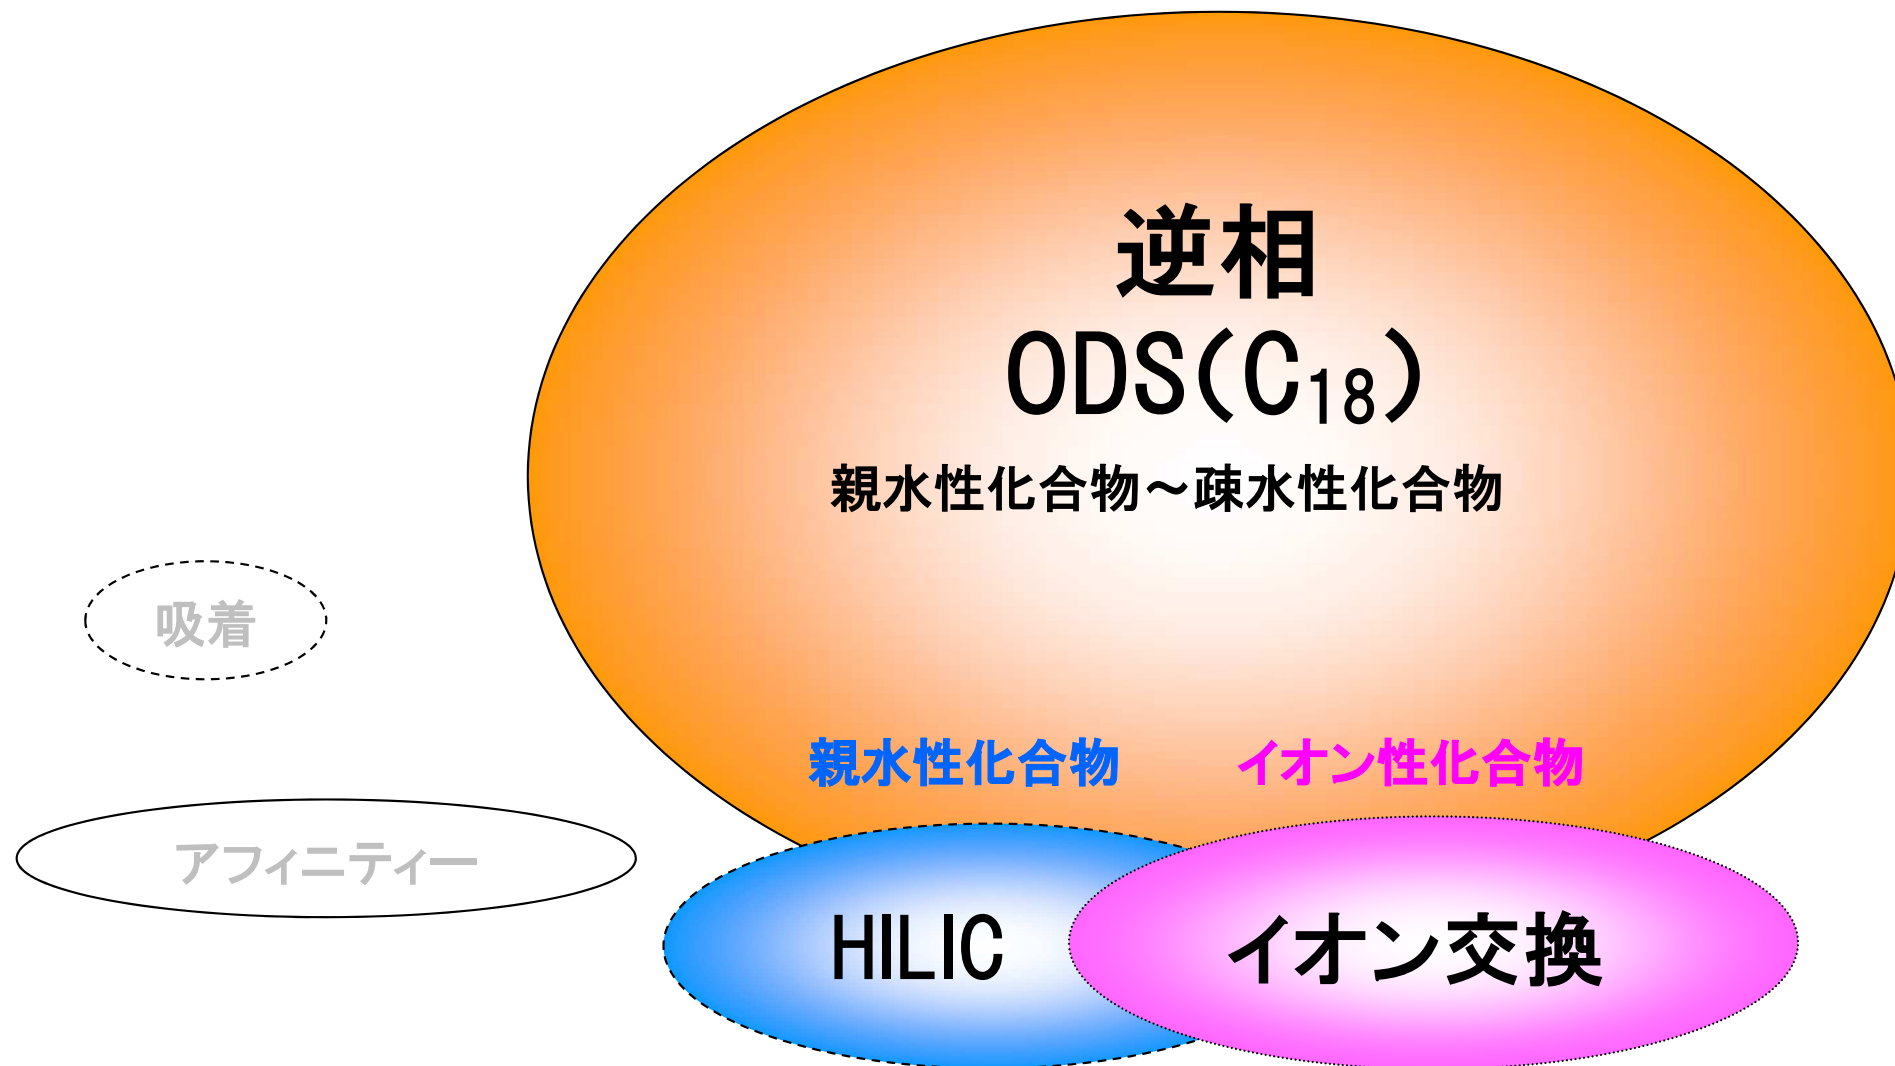 逆相
ODS(C₁₈)
親水性化合物～疎水性化合物
吸着
親水性化合物
イオン性化合物
アフィニティー
HILIC
イオン交換